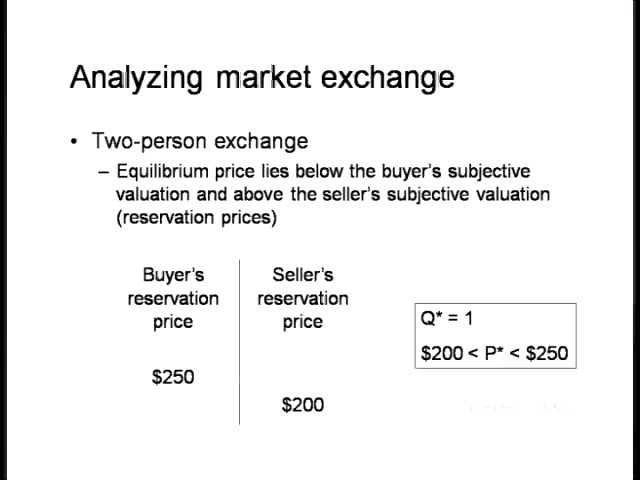 Analyzing market exchange
• Two-person exchange
– Equilibrium price lies below the buyer's subjective
valuation and above the seller's subjective valuation
(reservation prices)
Buyer's
reservation
price
$250
Seller's
reservation
price
$200
Q* = 1
$200 < P* < $250